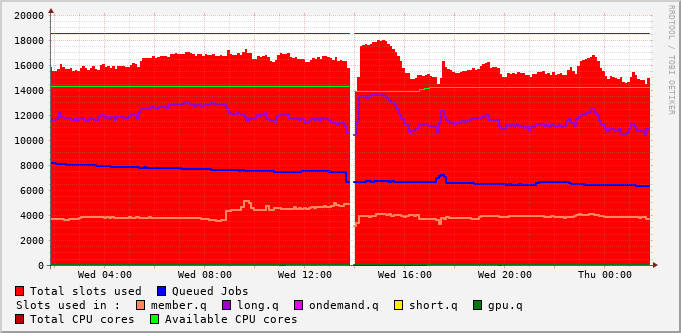 20000
18000
16000
14000
12000
10000
8000
6000
4000
2000
0
Wed 04:00 Wed 08:00 Wed 12:00 Wed 16:00 Wed 20:00 Thu 00:00
Total slots used Queued Jobs
Slots used in : member.q long.q ondemand.q short.q gpu.q
Total CPU cores Available CPU cores
RRDTOOL / TOBI OETIKER